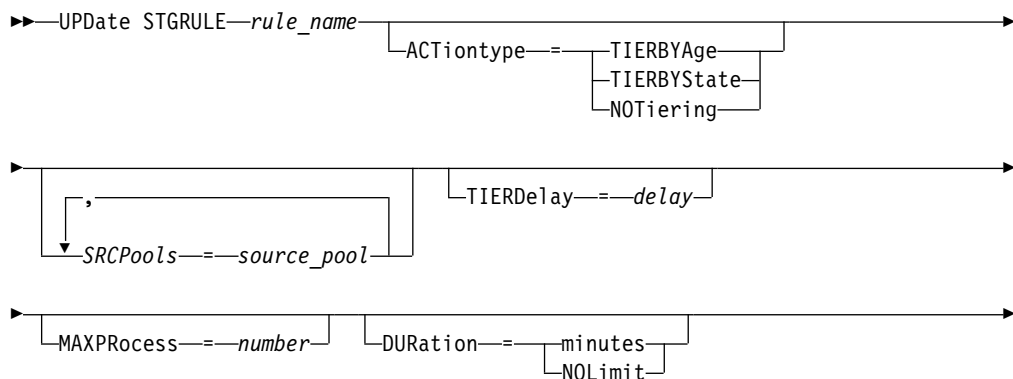 UPDate STGRULE rule_name
ACTiontype = TIERBYAge
TIERBYState
NOTiering
,
SRCPools = source_pool
TIERDelay = delay
MAXPRocess = number
DURation = minutes
NOLimit